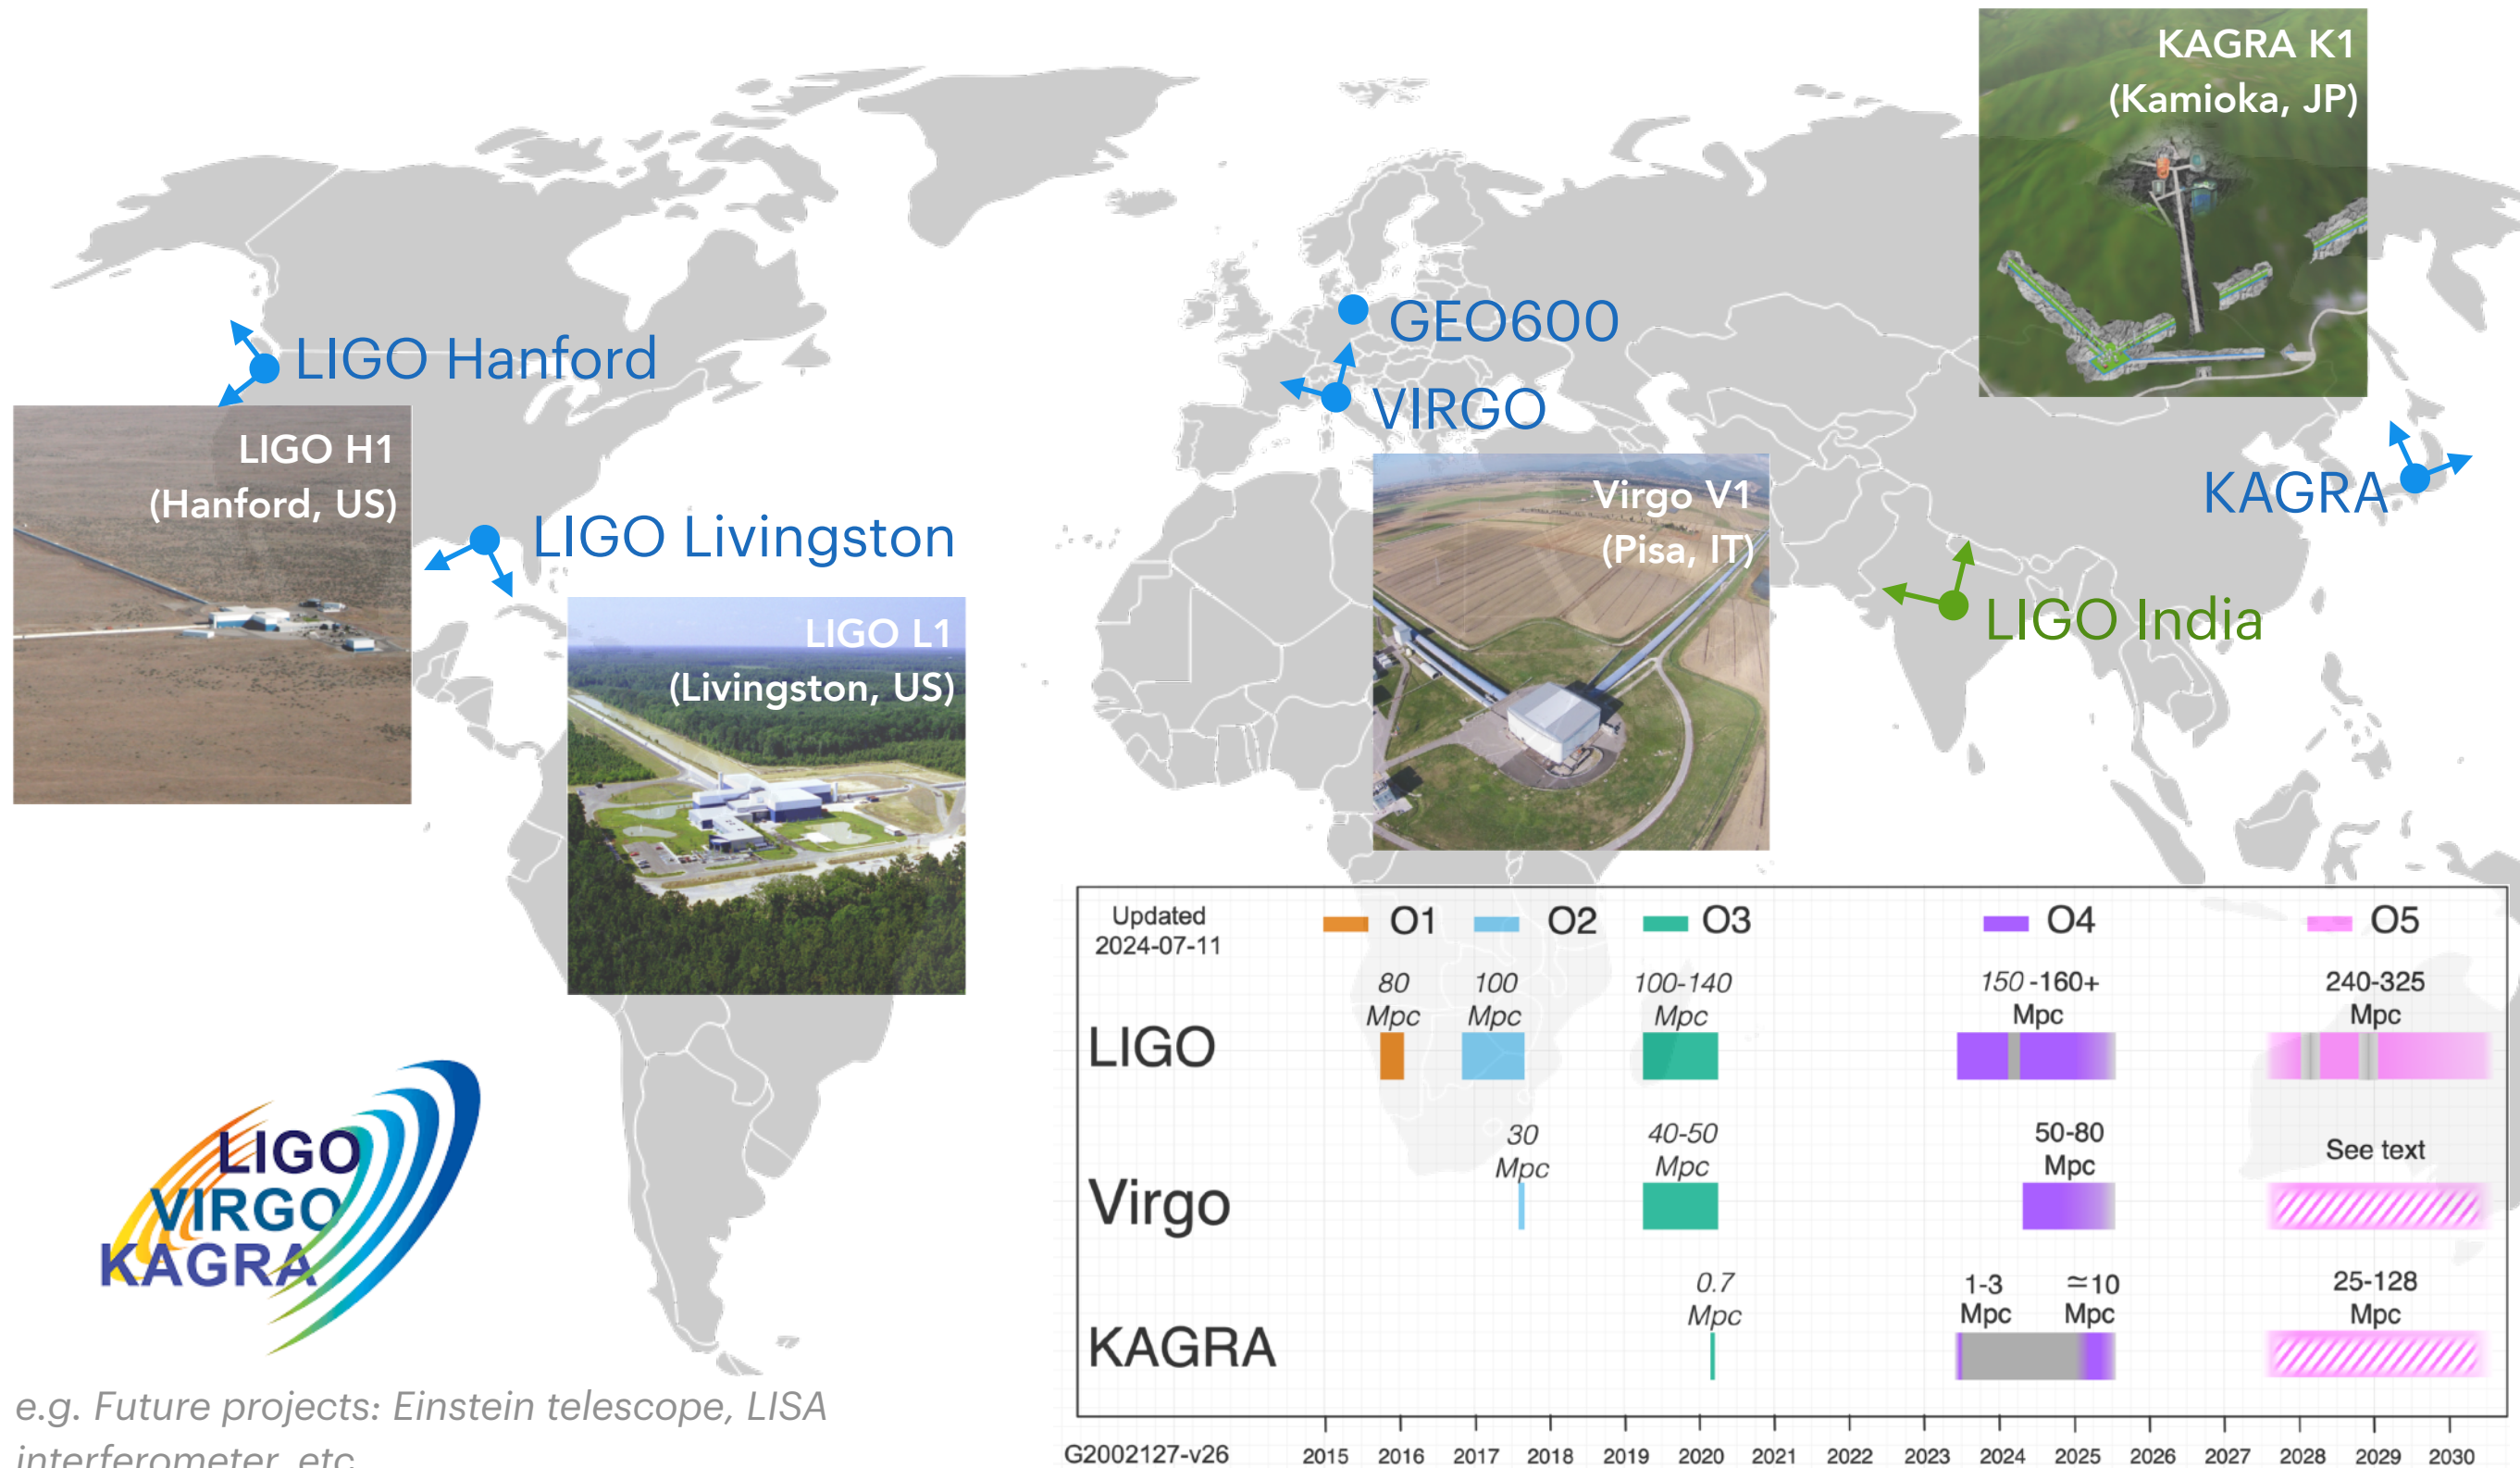 KAGRA K1
(Kamioka, JP)
GEO600
LIGO Hanford
VIRGO
LIGO H1
(Hanford, US)
Virgo V1
(Pisa, IT)
KAGRA
LIGO Livingston
LIGO India
LIGO L1
(Livingston, US)
Updated
2024-07-11
O1
O2
O3
O4
O5
80
Mpc
100
Mpc
100-140
Mpc
150 -160+
Mpc
240-325
Mpc
LIGO
30
Mpc
40-50
Mpc
50-80
Mpc
See text
Virgo
0.7
Mpc
1-3
Mpc
≃10
Mpc
25-128
Mpc
KAGRA
G2002127-v26
2015 2016 2017 2018 2019 2020 2021 2022 2023 2024 2025 2026 2027 2028 2029 2030
LIGO
VIRGO
KAGRA
e.g. Future projects: Einstein telescope, LISA
interferometer, etc